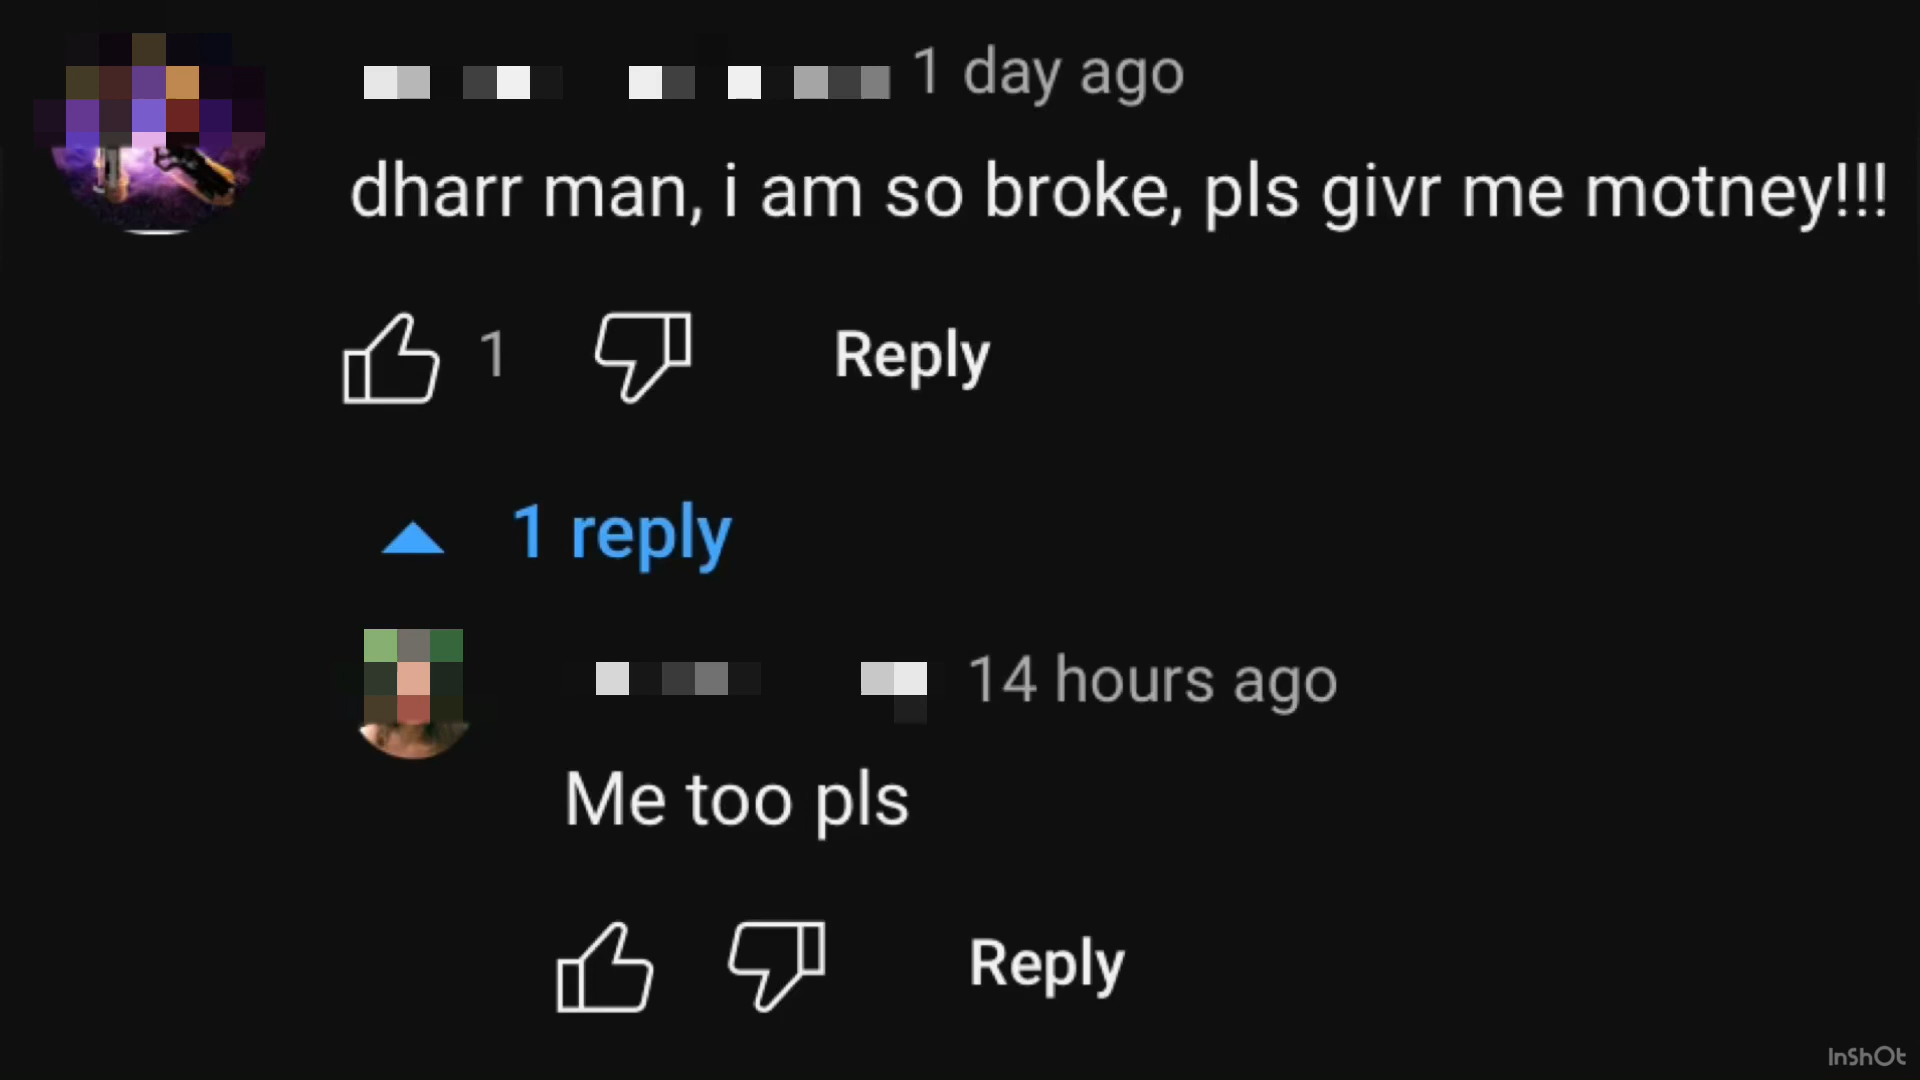 1 day ago
dharr man, i am so broke, pls givr me motney!!!
1
Reply
1 reply
14 hours ago
Me too pls
Reply
InShOt